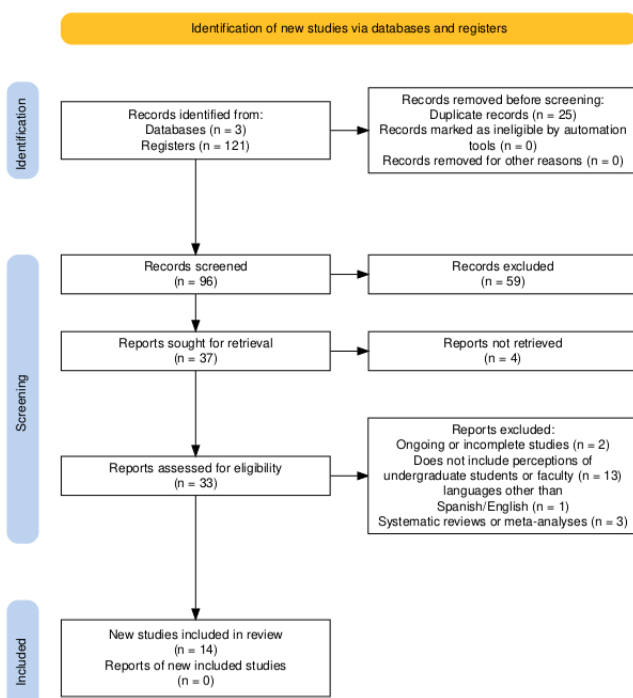 Identification of new studies via databases and registers
Identification
Records identified from:
Databases (n = 3)
Registers (n = 121)
Records removed before screening:
Duplicate records (n = 25)
Records marked as ineligible by automation
tools (n = 0)
Records removed for other reasons (n = 0)
Screening
Records screened
(n = 96)
Records excluded
(n = 59)
Reports sought for retrieval
(n = 37)
Reports not retrieved
(n = 4)
Reports assessed for eligibility
(n = 33)
Reports excluded:
Ongoing or incomplete studies (n = 2)
Does not include perceptions of
undergraduate students or faculty (n = 13)
languages other than
Spanish/English (n = 1)
Systematic reviews or meta-analyses (n = 3)
Included
New studies included in review
(n = 14)
Reports of new included studies
(n = 0)